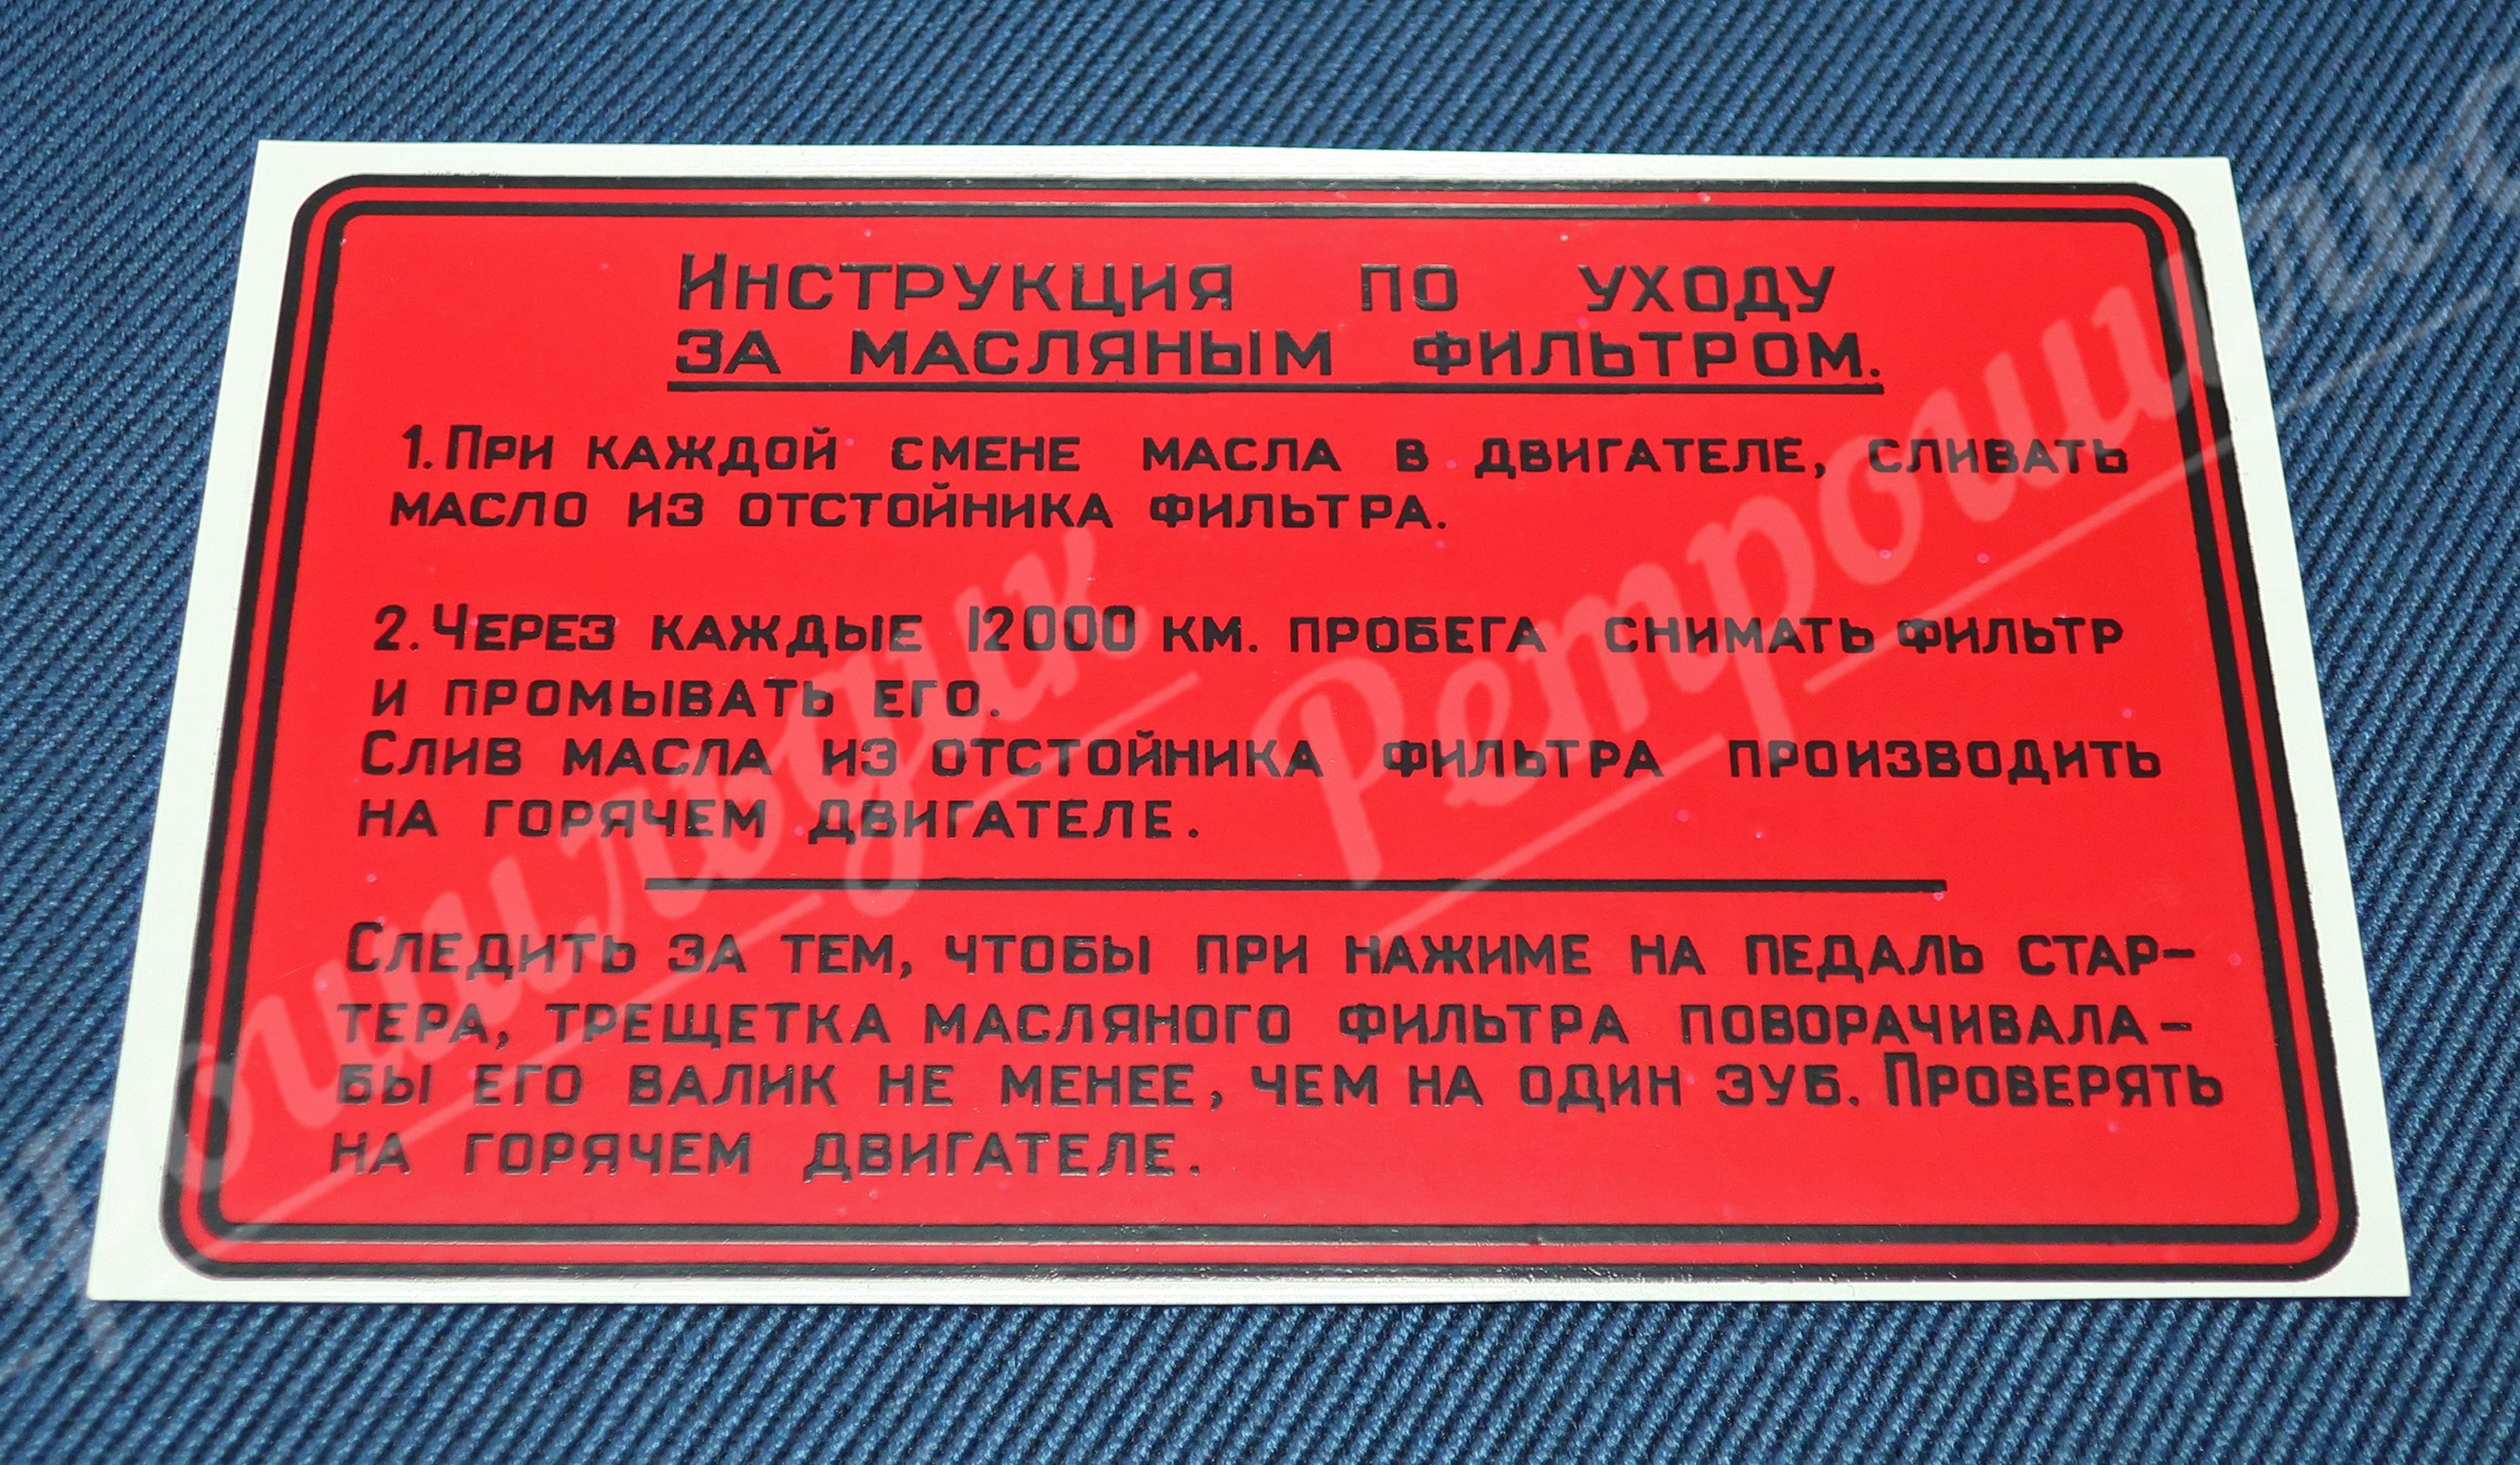 Инструкция по уходу
за масляным фильтром.
1. При каждой смене масла в двигателе, сливать
масло из отстойника фильтра.
2. Через каждые 12000 км. пробега снимать фильтр
и промывать его.
Слив масла из отстойника фильтра производить
на горячем двигателе.
Следить за тем, чтобы при нажиме на педаль стар-
тера, трещетка масляного фильтра поворачивала-
бы его валик не менее, чем на один зуб. Проверять
на горячем двигателе.